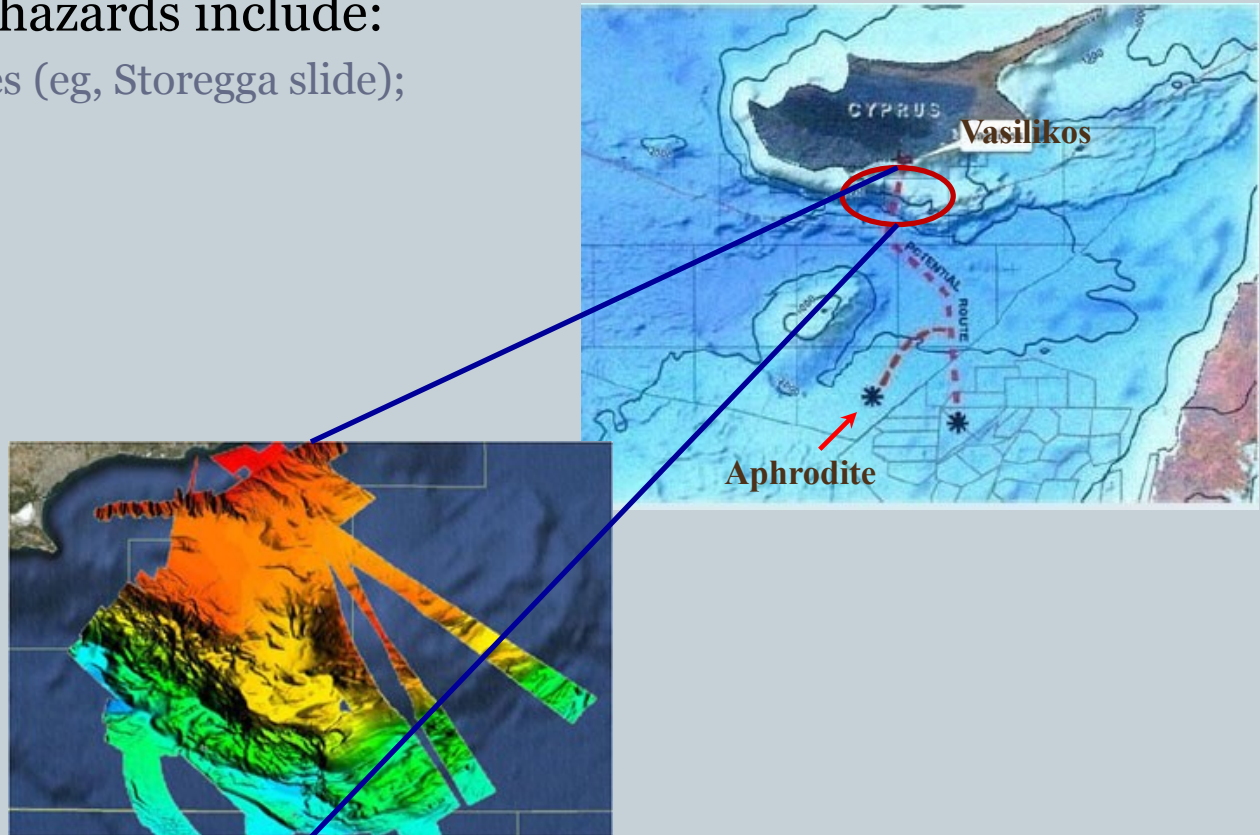 hazards include:
es (eg, Storegga slide);
CYPRUS
Vasilikos
POTENTIAL ROUTE
Aphrodite